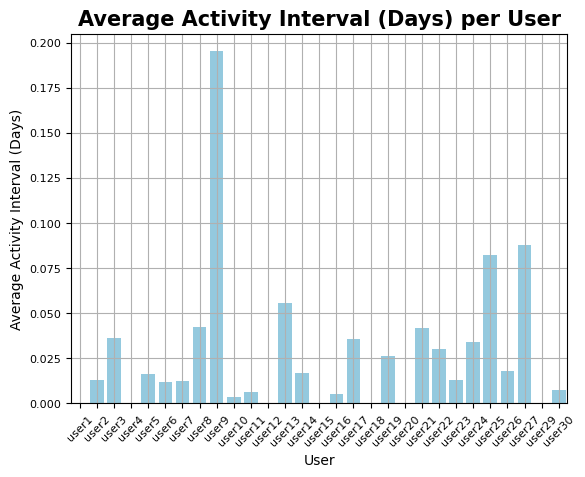 Average Activity Interval (Days) per User
Average Activity Interval (Days)
0.200
0.175
0.150
0.125
0.100
0.075
0.050
0.025
0.000
user1
user2
user3
user4
user5
user6
user7
user8
user9
user10
user11
user12
user13
user14
user15
user16
user17
user18
user19
user20
user21
user22
user23
user24
user25
user26
user27
user29
user30
User